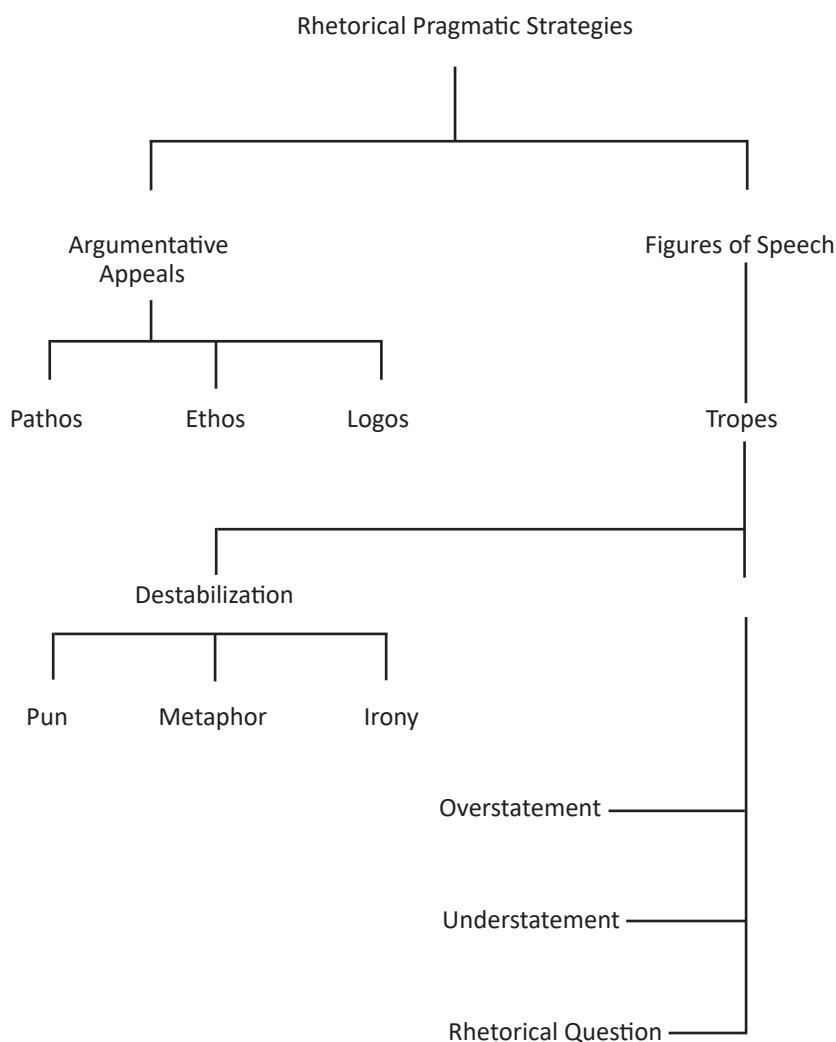 Rhetorical Pragmatic Strategies
Argumentative
Appeals
Figures of Speech
Pathos
Ethos
Logos
Tropes
Destabilization
Pun
Metaphor
Irony
Overstatement
Understatement
Rhetorical Question